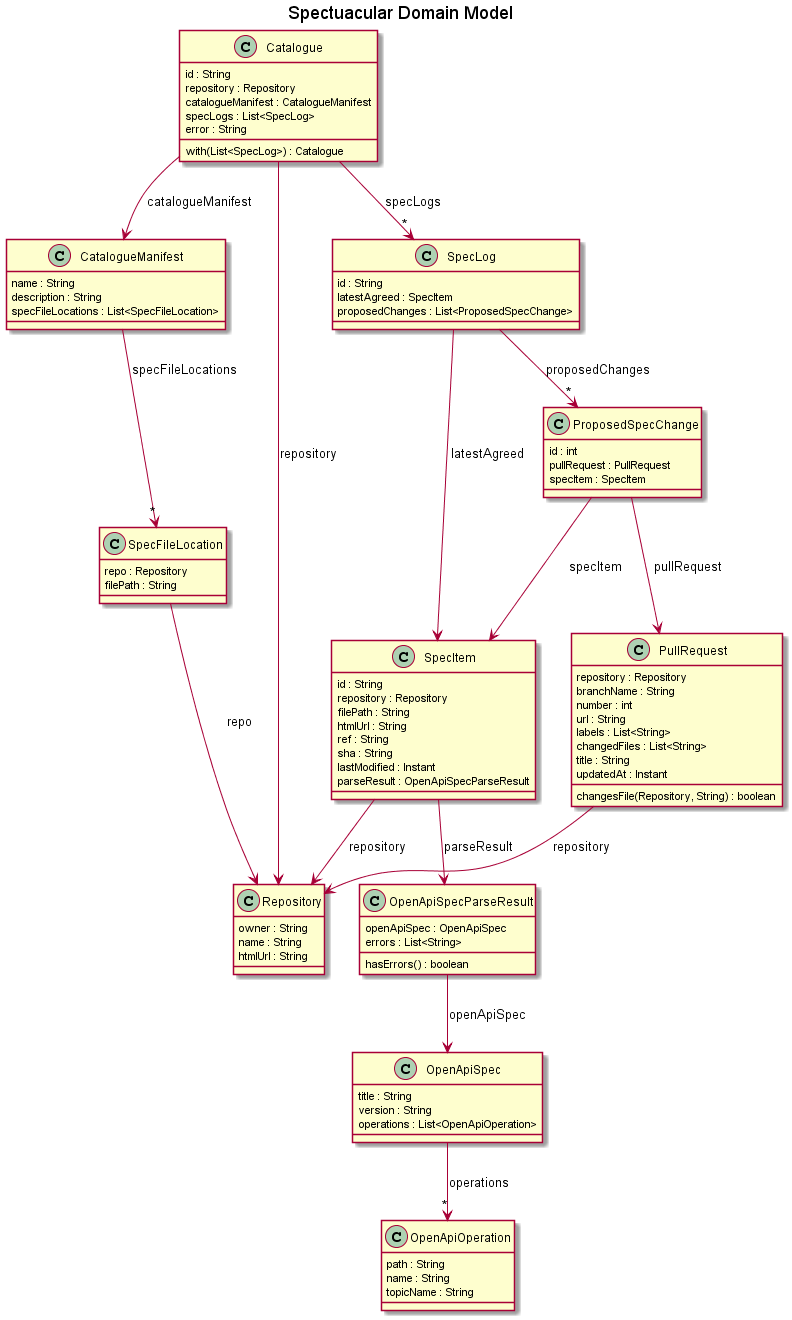 Spectuacular Domain Model
C Catalogue
id : String
repository : Repository
catalogueManifest : CatalogueManifest
specLogs : List<SpecLog>
error : String
with(List<SpecLog>) : Catalogue
catalogueManifest
specLogs
*
C CatalogueManifest
name : String
description : String
specFileLocations : List<SpecFileLocation>
C SpecLog
id : String
latestAgreed : SpecItem
proposedChanges : List<ProposedSpecChange>
specFileLocations
*
repository
latestAgreed
proposedChanges
*
C ProposedSpecChange
id : int
pullRequest : PullRequest
specItem : SpecItem
C SpecFileLocation
repo : Repository
filePath : String
specItem
pullRequest
repo
C SpecItem
id : String
repository : Repository
filePath : String
htmlUrl : String
ref : String
sha : String
lastModified : Instant
parseResult : OpenApiSpecParseResult
C PullRequest
repository : Repository
branchName : String
number : int
url : String
labels : List<String>
changedFiles : List<String>
title : String
updatedAt : Instant
changesFile(Repository, String) : boolean
repository
parseResult
repository
C Repository
owner : String
name : String
htmlUrl : String
C OpenApiSpecParseResult
openApiSpec : OpenApiSpec
errors : List<String>
hasErrors() : boolean
openApiSpec
C OpenApiSpec
title : String
version : String
operations : List<OpenApiOperation>
operations
*
C OpenApiOperation
path : String
name : String
topicName : String